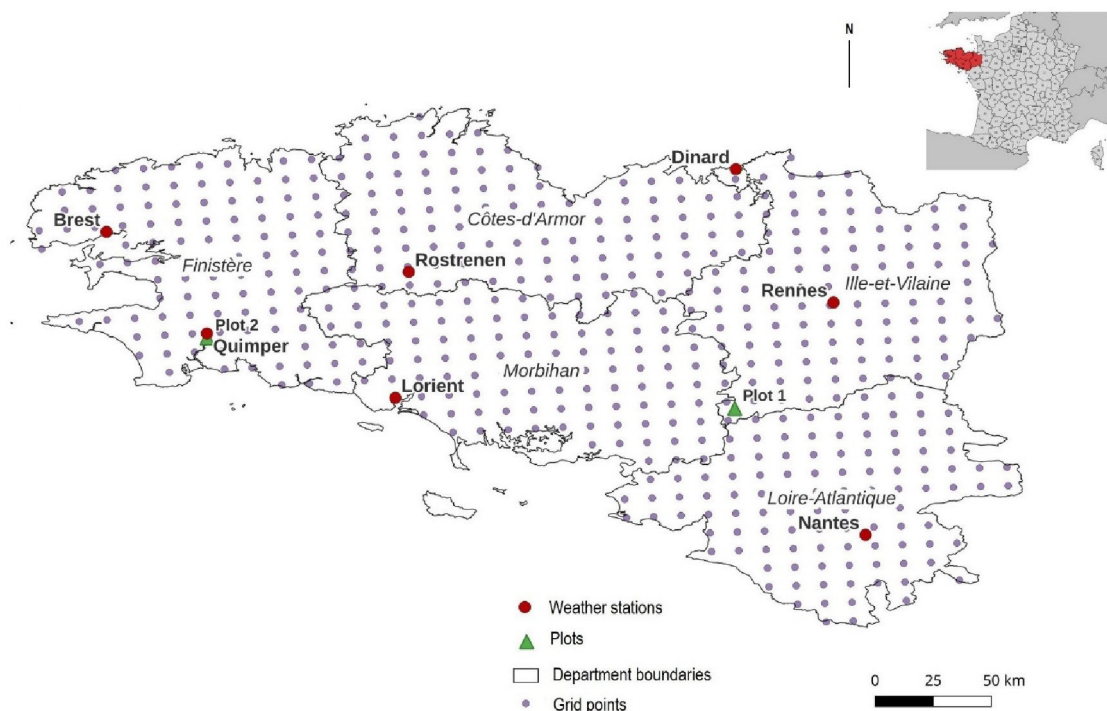 N
Dinard
Brest
Côtes-d'Armor
Finistère
Rostrenen
Rennes
Ille-et-Vilaine
Plot 2
Quimper
Morbihan
Lorient
Plot 1
Loire-Atlantique
Nantes
Weather stations
Plots
Department boundaries
Grid points
0 25 50 km